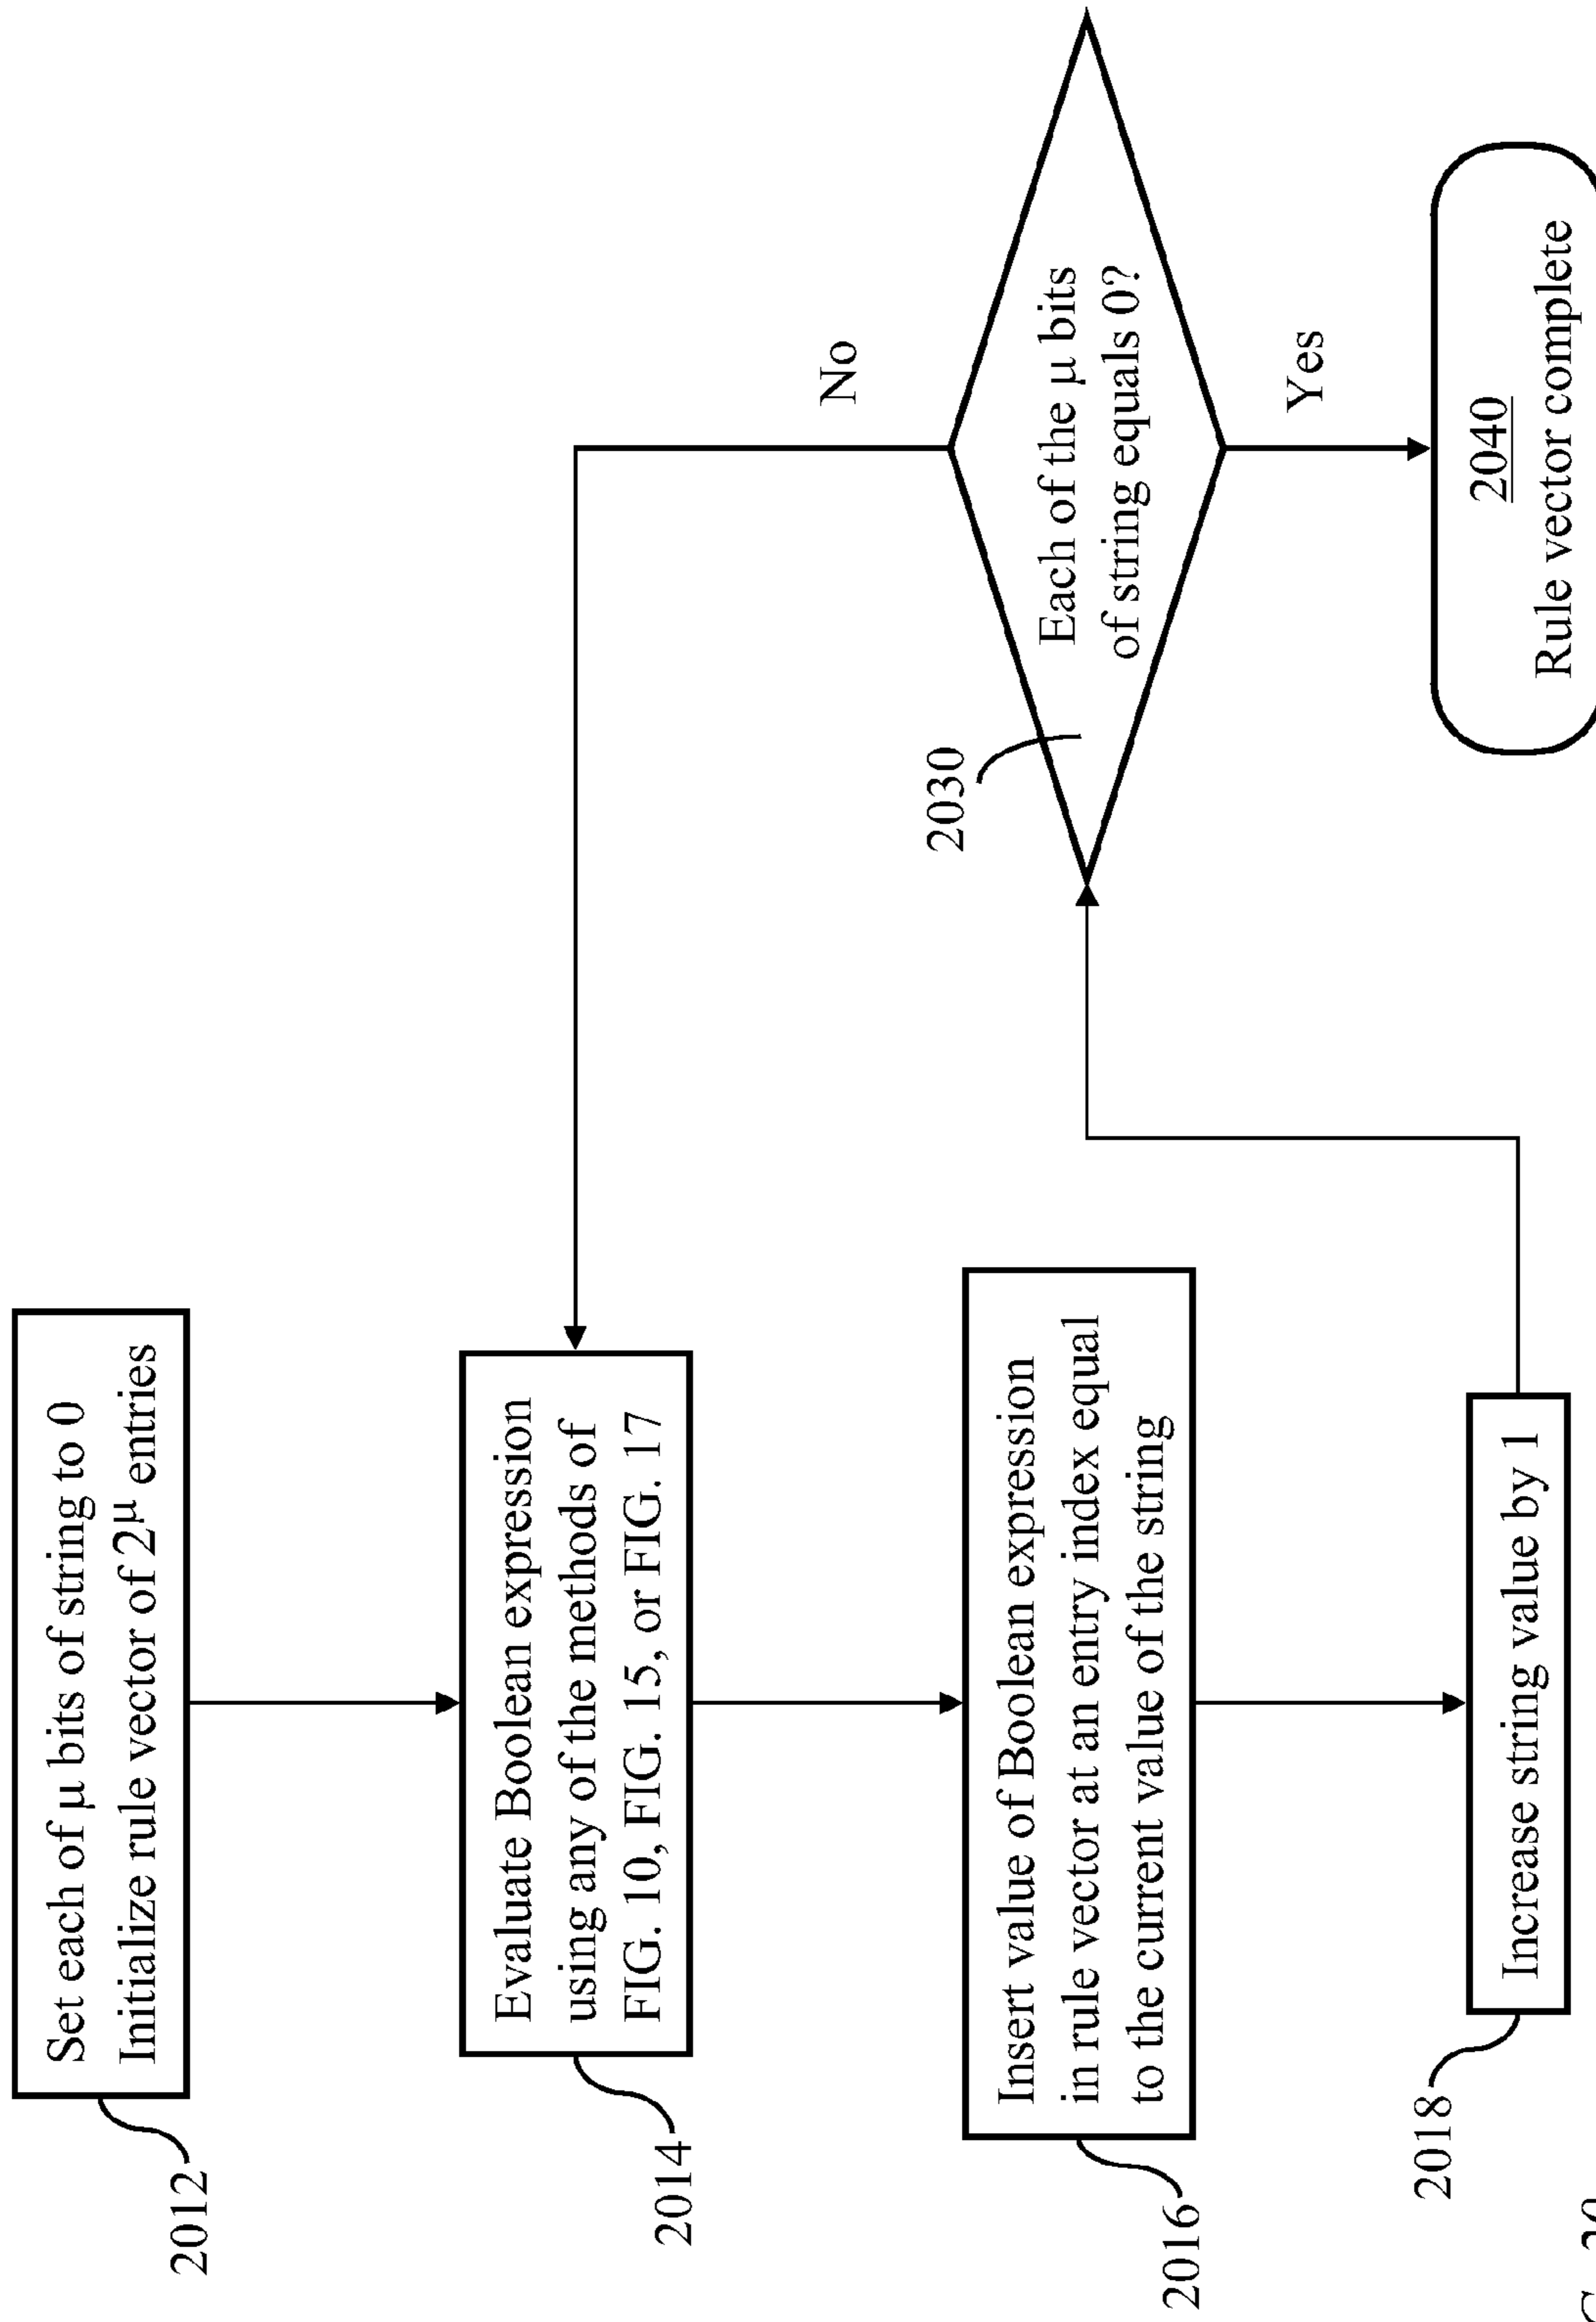 2012
Set each of μ bits of string to 0
Initialize rule vector of 2^μ entries
2014
Evaluate Boolean expression
using any of the methods of
FIG. 10, FIG. 15, or FIG. 17
2016
Insert value of Boolean expression
in rule vector at an entry index equal
to the current value of the string
2018
Increase string value by 1
No
2030
Each of the μ bits
of string equals 0?
Yes
2040
Rule vector complete